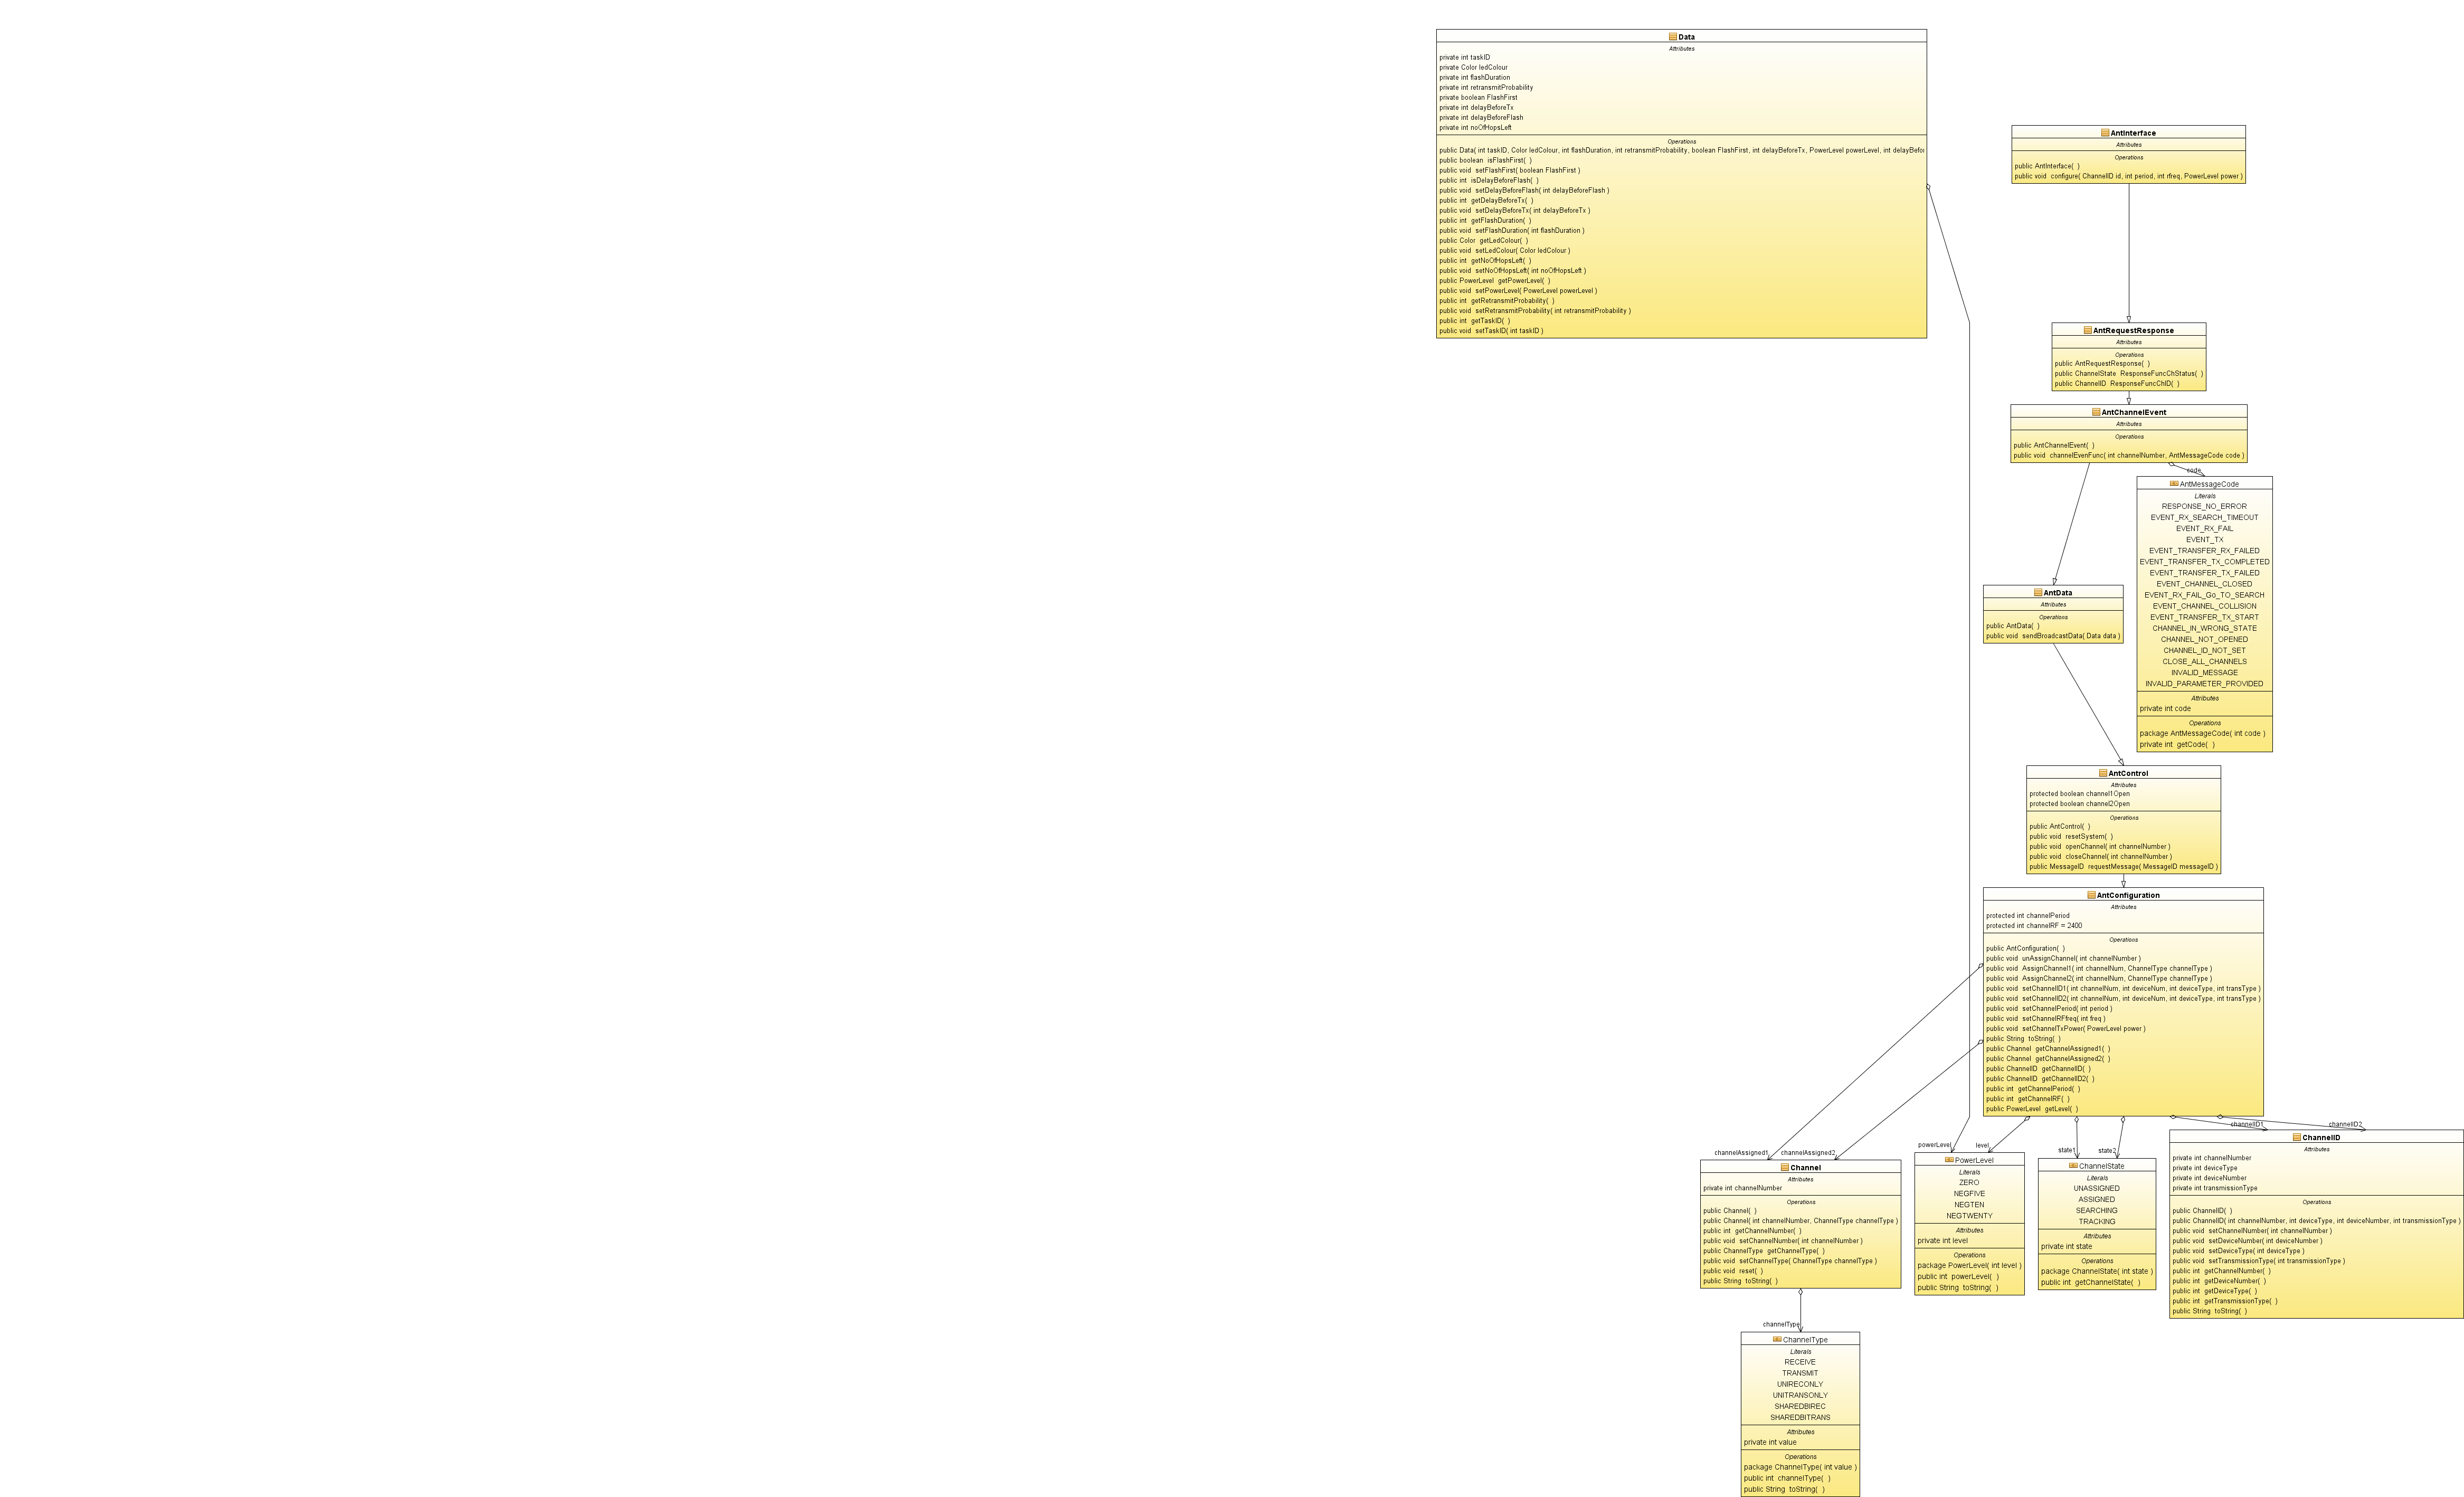 Data
Attributes
private int taskID
private Color ledColour
private int flashDuration
private int retransmitProbability
private boolean FlashFirst
private int delayBeforeTx
private int delayBeforeFlash
private int noOfHopsLeft
Operations
public Data( int taskID, Color ledColour, int flashDuration, int retransmitProbability, boolean FlashFirst, int delayBeforeTx, PowerLevel powerLevel, int delayBefor
public boolean isFlashFirst( )
public void setFlashFirst( boolean FlashFirst )
public int isDelayBeforeFlash( )
public void setDelayBeforeFlash( int delayBeforeFlash )
public int getDelayBeforeTx( )
public void setDelayBeforeTx( int delayBeforeTx )
public int getFlashDuration( )
public void setFlashDuration( int flashDuration )
public Color getLedColour( )
public void setLedColour( Color ledColour )
public int getNoOfHopsLeft( )
public void setNoOfHopsLeft( int noOfHopsLeft )
public PowerLevel getPowerLevel( )
public void setPowerLevel( PowerLevel powerLevel )
public int getRetransmitProbability( )
public void setRetransmitProbability( int retransmitProbability )
public int getTaskID( )
public void setTaskID( int taskID )
AntInterface
Attributes
Operations
public AntInterface( )
public void configure( ChannelID id, int period, int rfreq, PowerLevel power )
AntRequestResponse
Attributes
Operations
public AntRequestResponse( )
public ChannelState ResponseFuncChStatus( )
public ChannelID ResponseFuncChID( )
AntChannelEvent
Attributes
Operations
public AntChannelEvent( )
public void channelEvenFunc( int channelNumber, AntMessageCode code )
code
AntMessageCode
Literals
RESPONSE_NO_ERROR
EVENT_RX_SEARCH_TIMEOUT
EVENT_RX_FAIL
EVENT_TX
EVENT_TRANSFER_RX_FAILED
EVENT_TRANSFER_TX_COMPLETED
EVENT_TRANSFER_TX_FAILED
EVENT_CHANNEL_CLOSED
EVENT_RX_FAIL_Go_TO_SEARCH
EVENT_CHANNEL_COLLISION
EVENT_TRANSFER_TX_START
CHANNEL_IN_WRONG_STATE
CHANNEL_NOT_OPENED
CHANNEL_ID_NOT_SET
CLOSE_ALL_CHANNELS
INVALID_MESSAGE
INVALID_PARAMETER_PROVIDED
Attributes
private int code
Operations
package AntMessageCode( int code )
private int getCode( )
AntData
Attributes
Operations
public AntData( )
public void sendBroadcastData( Data data )
AntControl
Attributes
protected boolean channel1Open
protected boolean channel2Open
Operations
public AntControl( )
public void resetSystem( )
public void openChannel( int channelNumber )
public void closeChannel( int channelNumber )
public MessageID requestMessage( MessageID messageID )
AntConfiguration
Attributes
protected int channelPeriod
protected int channelRF = 2400
Operations
public AntConfiguration( )
public void unAssignChannel( int channelNumber )
public void AssignChannel1( int channelNum, ChannelType channelType )
public void AssignChannel2( int channelNum, ChannelType channelType )
public void setChannelID1( int channelNum, int deviceNum, int deviceType, int transType )
public void setChannelID2( int channelNum, int deviceNum, int deviceType, int transType )
public void setChannelPeriod( int period )
public void setChannelRFfreq( int freq )
public void setChannelTxPower( PowerLevel power )
public String toString( )
public Channel getChannelAssigned1( )
public Channel getChannelAssigned2( )
public ChannelID getChannelID( )
public ChannelID getChannelID2( )
public int getChannelPeriod( )
public int getChannelRF( )
public PowerLevel getLevel( )
channelAssigned1
channelAssigned2
powerLevel
level
state1
state2
channelID1
channelID2
Channel
Attributes
private int channelNumber
Operations
public Channel( )
public Channel( int channelNumber, ChannelType channelType )
public int getChannelNumber( )
public void setChannelNumber( int channelNumber )
public ChannelType getChannelType( )
public void setChannelType( ChannelType channelType )
public void reset( )
public String toString( )
PowerLevel
Literals
ZERO
NEGFIVE
NEGTEN
NEGTWENTY
Attributes
private int level
Operations
package PowerLevel( int level )
public int powerLevel( )
public String toString( )
ChannelState
Literals
UNASSIGNED
ASSIGNED
SEARCHING
TRACKING
Attributes
private int state
Operations
package ChannelState( int state )
public int getChannelState( )
ChannelID
Attributes
private int channelNumber
private int deviceType
private int deviceNumber
private int transmissionType
Operations
public ChannelID( )
public ChannelID( int channelNumber, int deviceType, int deviceNumber, int transmissionType )
public void setChannelNumber( int channelNumber )
public void setDeviceNumber( int deviceNumber )
public void setDeviceType( int deviceType )
public void setTransmissionType( int transmissionType )
public int getChannelNumber( )
public int getDeviceNumber( )
public int getDeviceType( )
public int getTransmissionType( )
public String toString( )
channelType
ChannelType
Literals
RECEIVE
TRANSMIT
UNIRECONLY
UNITRANSONLY
SHAREDBIREC
SHAREDBITRANS
Attributes
private int value
Operations
package ChannelType( int value )
public int channelType( )
public String toString( )